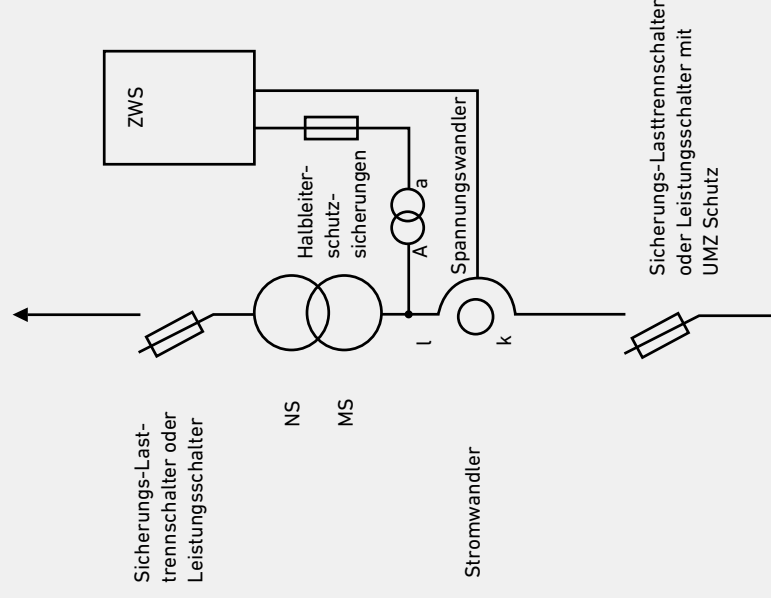 Sicherungs-Last-
trennschalter oder
Leistungsschalter
NS
MS
Stromwandler
ZWS
Halbleiter-
schutz-
sicherungen
A
a
Spannungswandler
l
k
Sicherungs-Lasttrennschalter
oder Leistungsschalter mit
UMZ Schutz